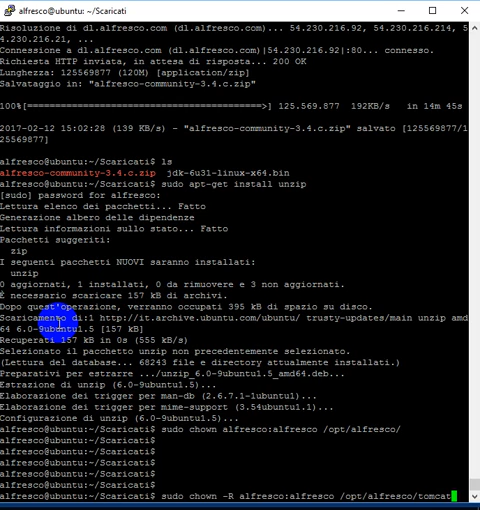 alfresco@ubuntu: ~/Scaricati
Risoluzione di dl.alfresco.com (dl.alfresco.com)... 54.230.216.92, 54.230.216.214, 5
4.230.216.21, ...
Connessione a dl.alfresco.com (dl.alfresco.com)|54.230.216.92|:80... connesso.
Richiesta HTTP inviata, in attesa di risposta... 200 OK
Lunghezza: 125569877 (120M) [application/zip]
Salvataggio in: "alfresco-community-3.4.c.zip"
100%[==========================================>] 125.569.877  192KB/s   in 14m 45s
2017-02-12 15:02:28 (139 KB/s) - "alfresco-community-3.4.c.zip" salvato [125569877/1
25569877]
alfresco@ubuntu:~/Scaricati$ ls
alfresco-community-3.4.c.zip  jdk-6u31-linux-x64.bin
alfresco@ubuntu:~/Scaricati$ sudo apt-get install unzip
[sudo] password for alfresco:
Lettura elenco dei pacchetti... Fatto
Generazione albero delle dipendenze
Lettura informazioni sullo stato... Fatto
Pacchetti suggeriti:
  zip
I seguenti pacchetti NUOVI saranno installati:
  unzip
0 aggiornati, 1 installati, 0 da rimuovere e 3 non aggiornati.
È necessario scaricare 157 kB di archivi.
Dopo quest'operazione, verranno occupati 395 kB di spazio su disco.
Scaricamento di:1 http://it.archive.ubuntu.com/ubuntu/ trusty-updates/main unzip amd
64 6.0-9ubuntu1.5 [157 kB]
Recuperati 157 kB in 0s (555 kB/s)
Selezionato il pacchetto unzip non precedentemente selezionato.
(Lettura del database... 68243 file e directory attualmente installati.)
Preparativi per estrarre .../unzip_6.0-9ubuntu1.5_amd64.deb...
Estrazione di unzip (6.0-9ubuntu1.5)...
Elaborazione dei trigger per man-db (2.6.7.1-1ubuntu1)...
Elaborazione dei trigger per mime-support (3.54ubuntu1.1)...
Configurazione di unzip (6.0-9ubuntu1.5)...
alfresco@ubuntu:~/Scaricati$ sudo chown alfresco:alfresco /opt/alfresco/
alfresco@ubuntu:~/Scaricati$
alfresco@ubuntu:~/Scaricati$
alfresco@ubuntu:~/Scaricati$
alfresco@ubuntu:~/Scaricati$
alfresco@ubuntu:~/Scaricati$
alfresco@ubuntu:~/Scaricati$ sudo chown -R alfresco:alfresco /opt/alfresco/tomcat